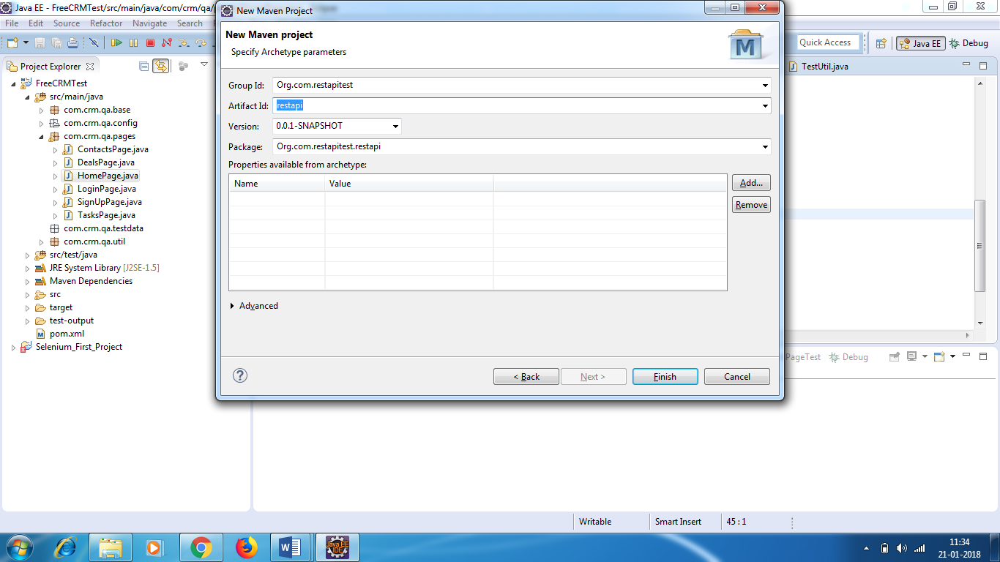 Java EE - FreeCRMTest/src/main/java/com/crm/qa/
File Edit Source Refactor Navigate Search
Quick Access
Java EE
Debug
Project Explorer
FreeCRMTest
src/main/java
com.crm.qa.base
com.crm.qa.config
com.crm.qa.pages
ContactsPage.java
DealsPage.java
HomePage.java
LoginPage.java
SignUpPage.java
TasksPage.java
com.crm.qa.testdata
com.crm.qa.util
src/test/java
JRE System Library [J2SE-1.5]
Maven Dependencies
src
target
test-output
pom.xml
Selenium_First_Project
New Maven Project
New Maven project
Specify Archetype parameters
M
Group Id: Org.com.restapitest
Artifact Id: restapi
Version: 0.0.1-SNAPSHOT
Package: Org.com.restapitest.restapi
Properties available from archetype:
Name Value
Add...
Remove
Advanced
?
< Back Next > Finish Cancel
TestUtil.java
PageTest Debug
Writable Smart Insert 45 : 1
Java EE
IDE
11:34
21-01-2018